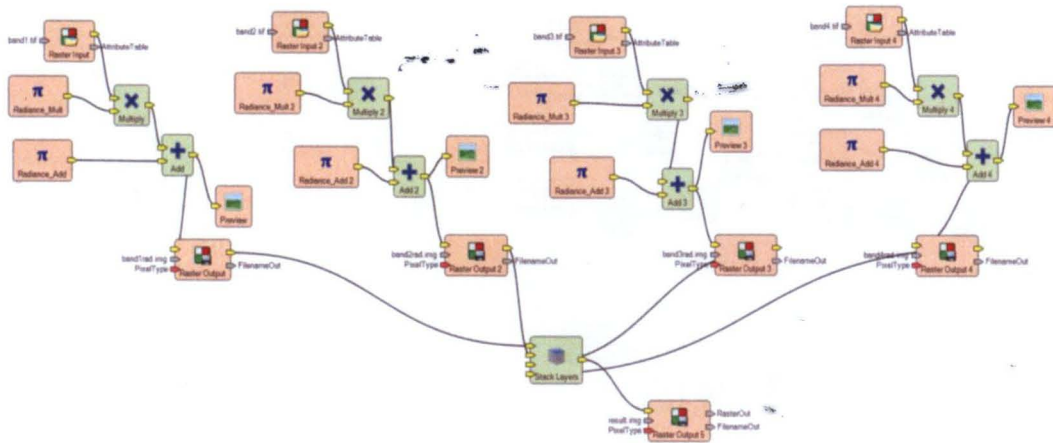 band1.tif
Raster Input
AttributeTable
Radiance_Mult
Multiply
Radiance_Add
Add
Preview
band1rad.img
PixelType
Raster Output
FilenameOut
band2.tif
Raster Input 2
AttributeTable
Radiance_Mult 2
Multiply 2
Radiance_Add 2
Add 2
Preview 2
band2rad.img
PixelType
Raster Output 2
FilenameOut
band3.tif
Raster Input 3
AttributeTable
Radiance_Mult 3
Multiply 3
Radiance_Add 3
Add 3
Preview 3
band3rad.img
PixelType
Raster Output 3
FilenameOut
band4.tif
Raster Input 4
AttributeTable
Radiance_Mult 4
Multiply 4
Radiance_Add 4
Add 4
Preview 4
band4rad.img
PixelType
Raster Output 4
FilenameOut
Stack Layers
result.img
PixelType
Raster Output 5
RasterOut
FilenameOut